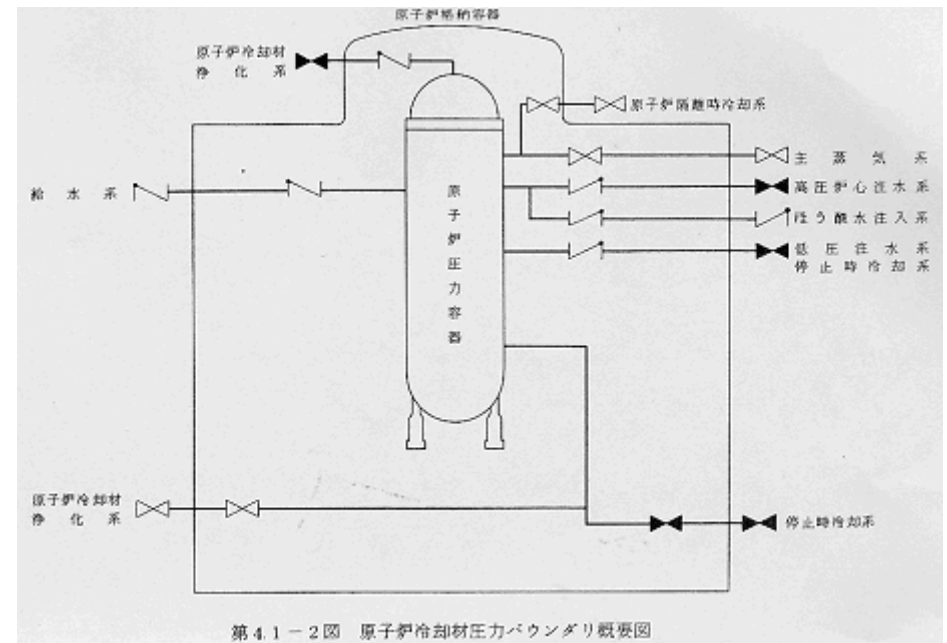 原子炉格納容器
原子炉冷却材
浄化系
原子炉隔離時冷却系
主蒸気系
給水系
高圧炉心注水系
ほう酸水注入系
低圧注水系
停止時冷却系
原子炉圧力容器
原子炉冷却材
浄化系
停止時冷却系
第4.1-2図 原子炉冷却材圧力バウンダリ概要図